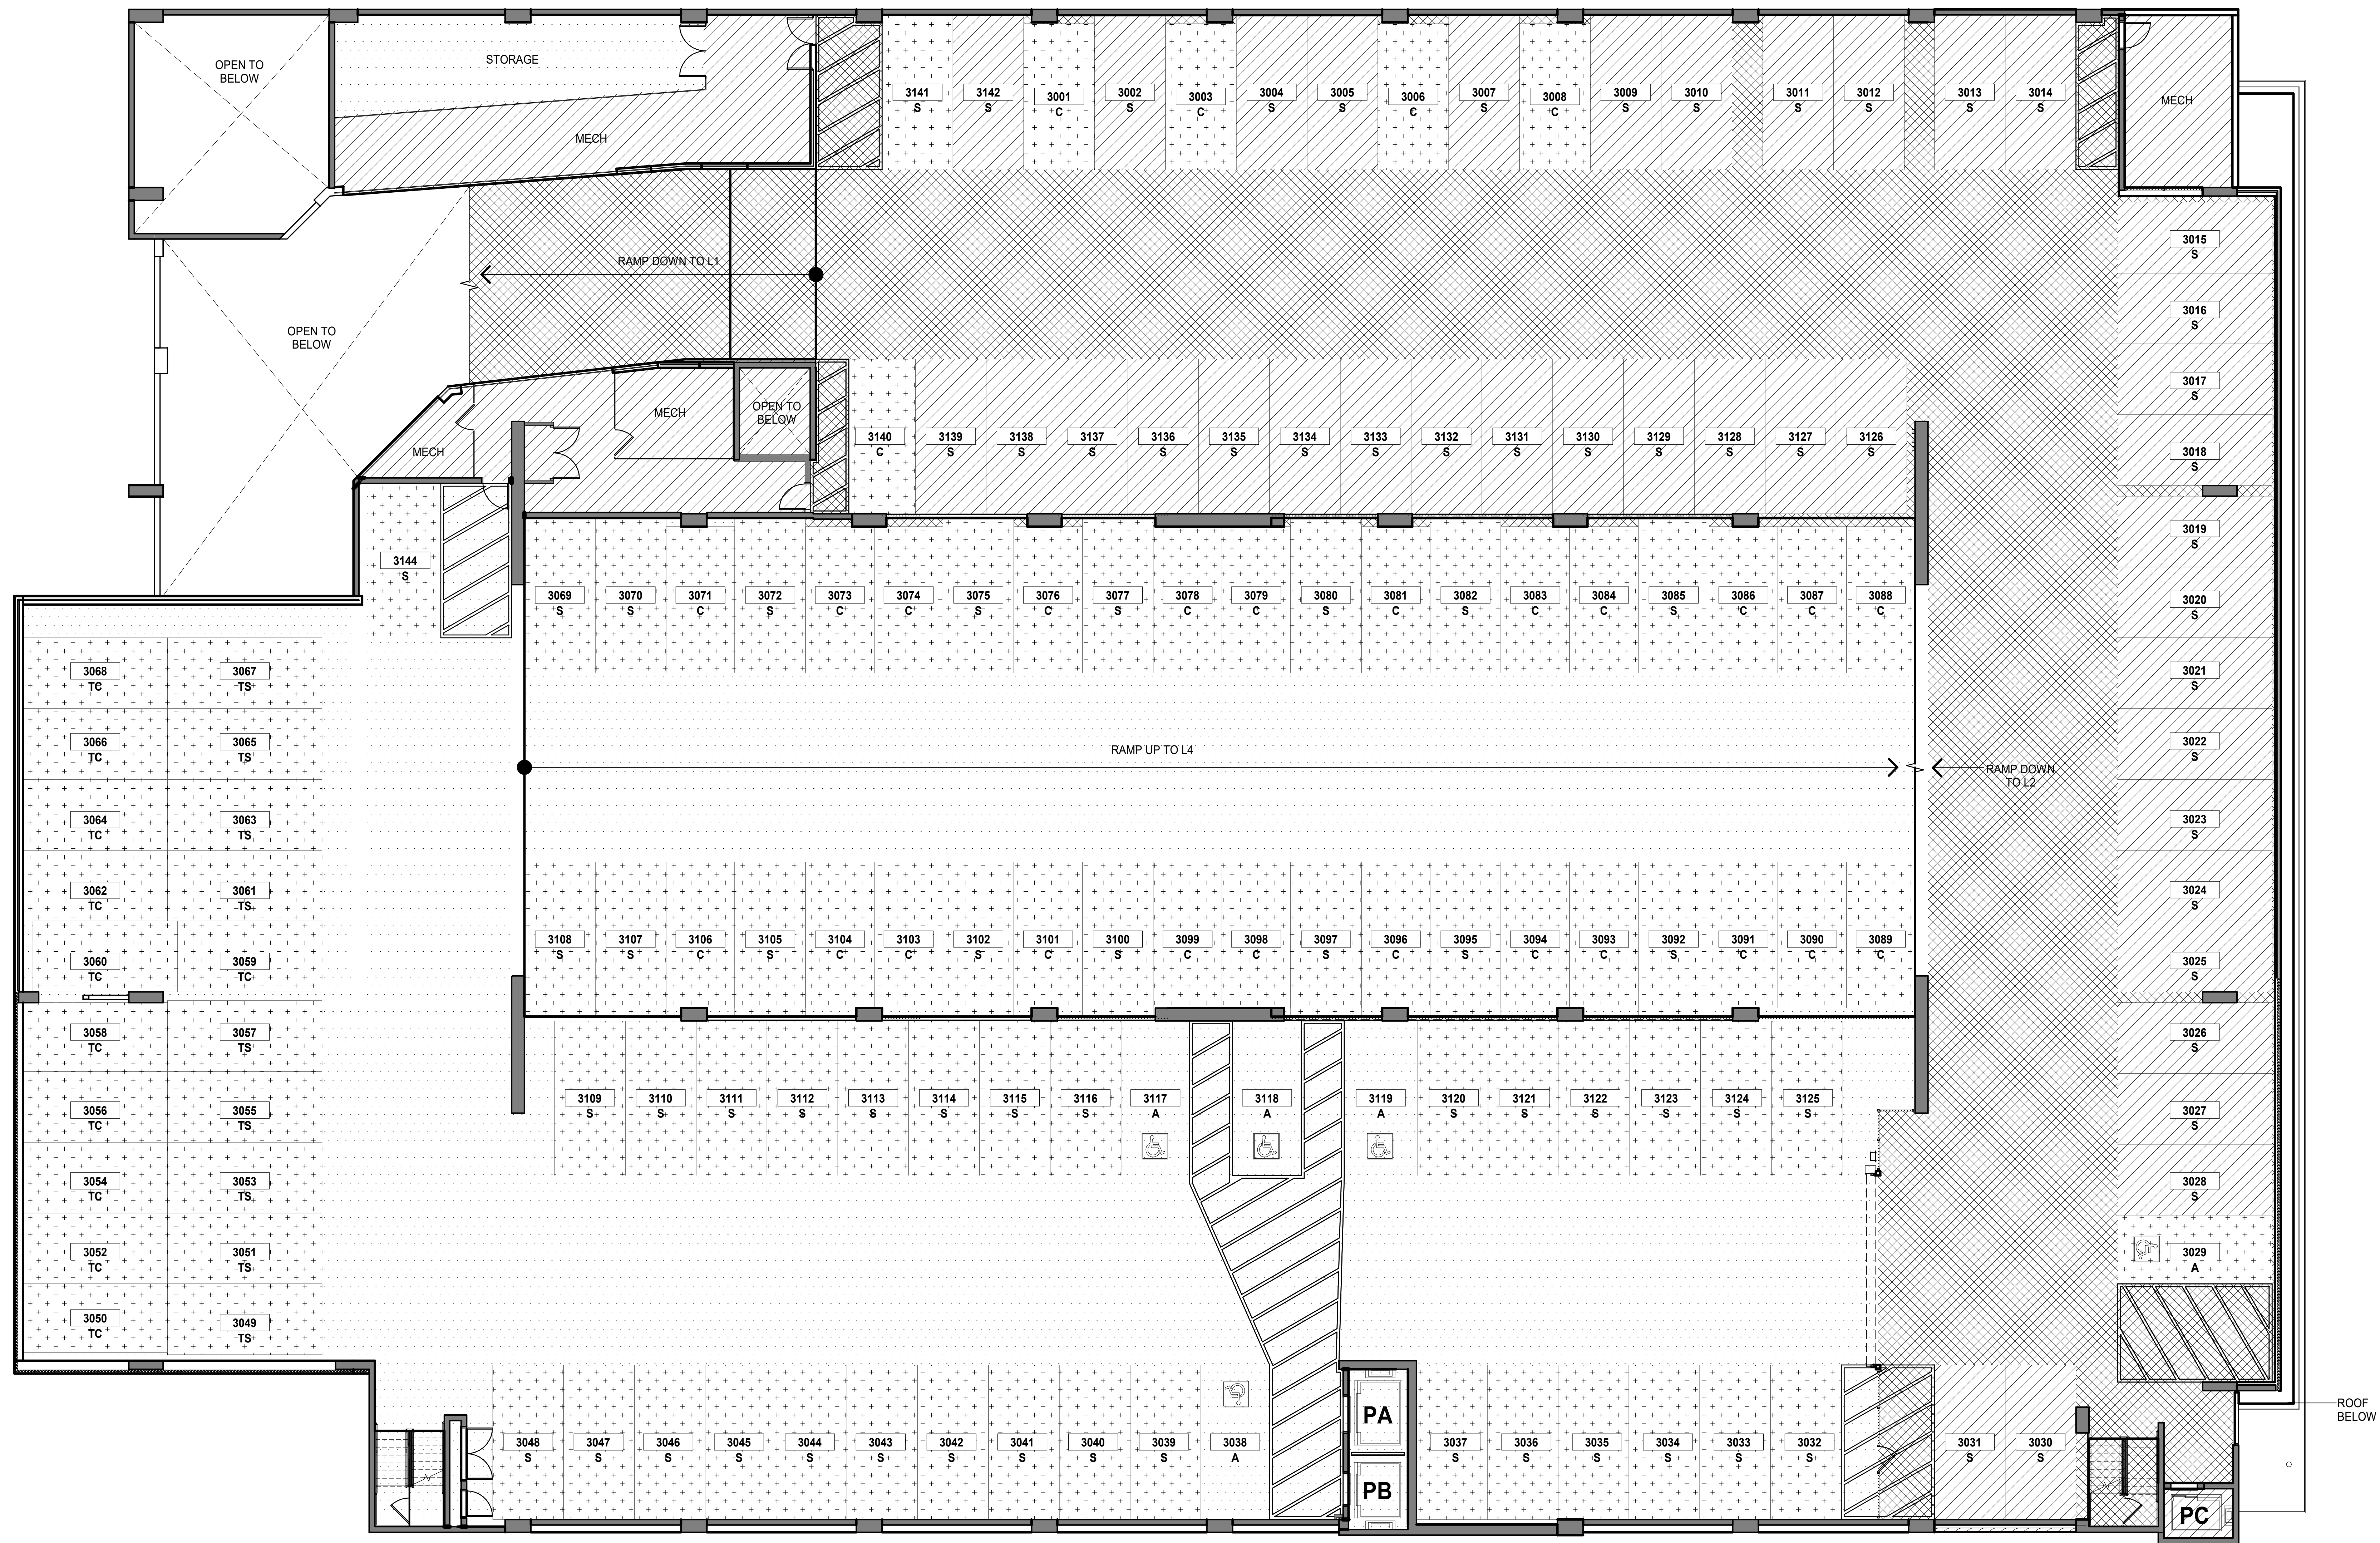 OPEN TO
BELOW
STORAGE
MECH
3141
S
3142
S
3001
C
3002
S
3003
C
3004
S
3005
S
3006
C
3007
S
3008
C
3009
S
3010
S
3011
S
3012
S
3013
S
3014
S
MECH
RAMP DOWN TO L1
OPEN TO
BELOW
MECH
MECH
OPEN TO
BELOW
3140
C
3139
S
3138
S
3137
S
3136
S
3135
S
3134
S
3133
S
3132
S
3131
S
3130
S
3129
S
3128
S
3127
S
3126
S
3015
S
3016
S
3017
S
3018
S
3019
S
3020
S
3021
S
3022
S
3023
S
3024
S
3025
S
3026
S
3027
S
3028
S
3029
A
3144
S
3069
S
3070
S
3071
C
3072
S
3073
C
3074
C
3075
S
3076
C
3077
S
3078
C
3079
C
3080
S
3081
C
3082
S
3083
C
3084
C
3085
S
3086
C
3087
C
3088
C
3068
TC
3067
TS
3066
TC
3065
TS
3064
TC
3063
TS
3062
TC
3061
TS
3060
TC
3059
TC
3058
TC
3057
TS
3056
TC
3055
TS
3054
TC
3053
TS
3052
TC
3051
TS
3050
TC
3049
TS
RAMP UP TO L4
RAMP DOWN
TO L2
3108
S
3107
S
3106
C
3105
S
3104
C
3103
C
3102
S
3101
C
3100
S
3099
C
3098
C
3097
S
3096
C
3095
S
3094
C
3093
C
3092
S
3091
C
3090
C
3089
C
3109
S
3110
S
3111
S
3112
S
3113
S
3114
S
3115
S
3116
S
3117
A
3118
A
3119
A
3120
S
3121
S
3122
S
3123
S
3124
S
3125
S
3048
S
3047
S
3046
S
3045
S
3044
S
3043
S
3042
S
3041
S
3040
S
3039
S
3038
A
PA
PB
3037
S
3036
S
3035
S
3034
S
3033
S
3032
S
3031
S
3030
S
PC
ROOF
BELOW